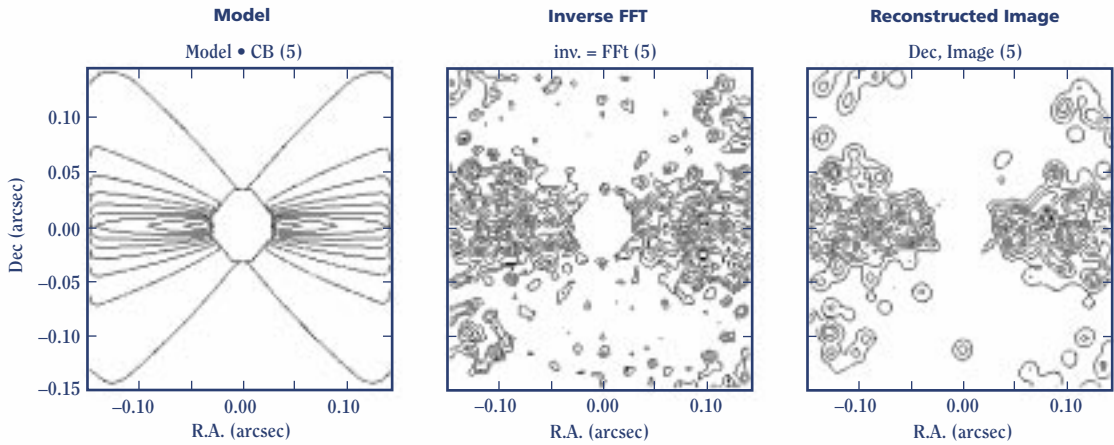 Model
Inverse FFT
Reconstructed Image
Model • CB (5)
inv. = FFt (5)
Dec, Image (5)
Dec (arcsec)
0.10
0.05
0.00
−0.05
−0.10
−0.15
−0.10 0.00 0.10
−0.10 0.00 0.10
−0.10 0.00 0.10
R.A. (arcsec)
R.A. (arcsec)
R.A. (arcsec)